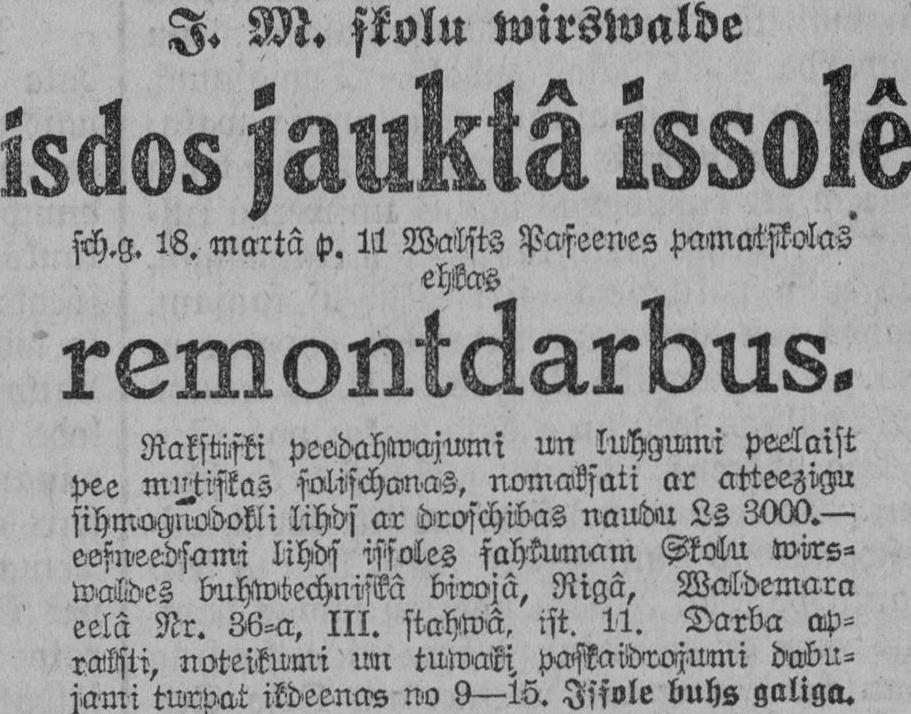 J. M. skolu wirswalde
isdos jauktâ issolê
sch.g. 18. martâ p. 11 Walsts Paseenes pamatskolas
ehkas
remontdarbus.
Rakstiski peedahwajumi un luhgumi peelaist
pee mutiskas solischanas, nomaksati ar atteezigu
sihmognodokli lihds ar droschibas naudu Ls 3000.—
eesneedsami lihds issoles sahkumam Skolu wirs-
waldes buhwtechniskâ birojâ, Rigâ, Waldemara
eelâ Nr. 36-a, III. stahwâ, ist. 11. Darba ap-
raksti, noteikumi un tuwaki paskaidrojumi dabu-
jami turpat ikdeenas no 9—15. Issole buhs galiga.